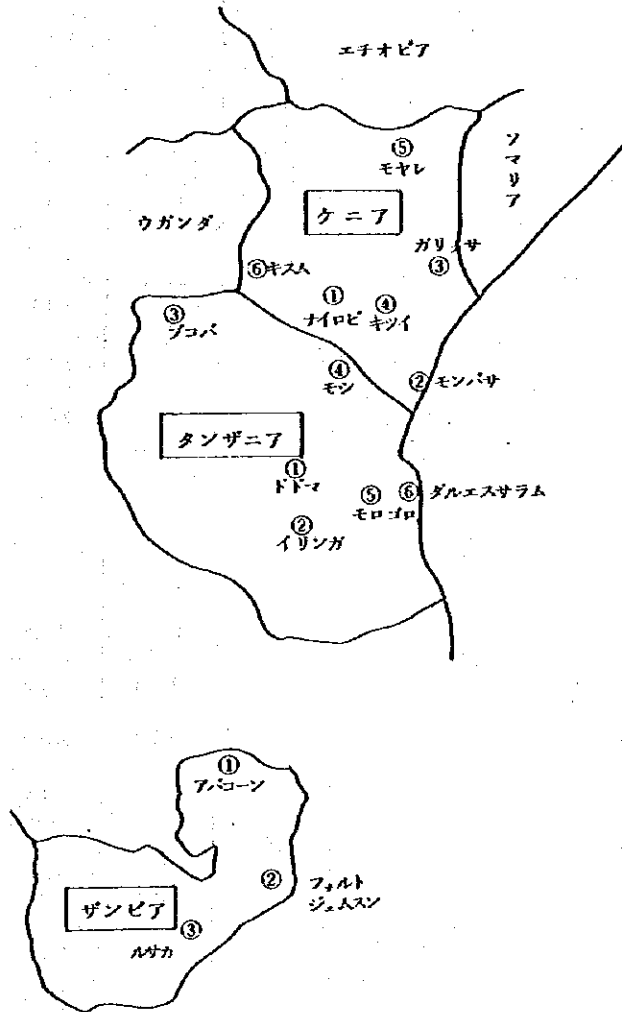 エチオピア
ソマリア
⑤
モヤレ
ケニア
ウガンダ
ガリッサ
③
⑥キスム
①
ナイロビ
④
キツイ
③
ブコバ
④
モシ
②モンバサ
タンザニア
①
ドドーマ
⑤
モロゴロ
⑥ダルエスサラム
②
イリンガ
①
アバコーン
②
フォルト
ジェムスン
ザンビア
③
ルサカ